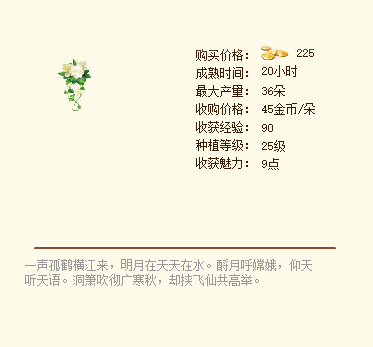 购买价格: 225
成熟时间: 20小时
最大产量: 36朵
收购价格: 45金币/朵
收获经验: 90
种植等级: 25级
收获魅力: 9点
一声孤鹤横江来，明月在天天在水。酹月呼嫦娥，仰天
听天语。洞箫吹彻广寒秋，却挟飞仙共高举。